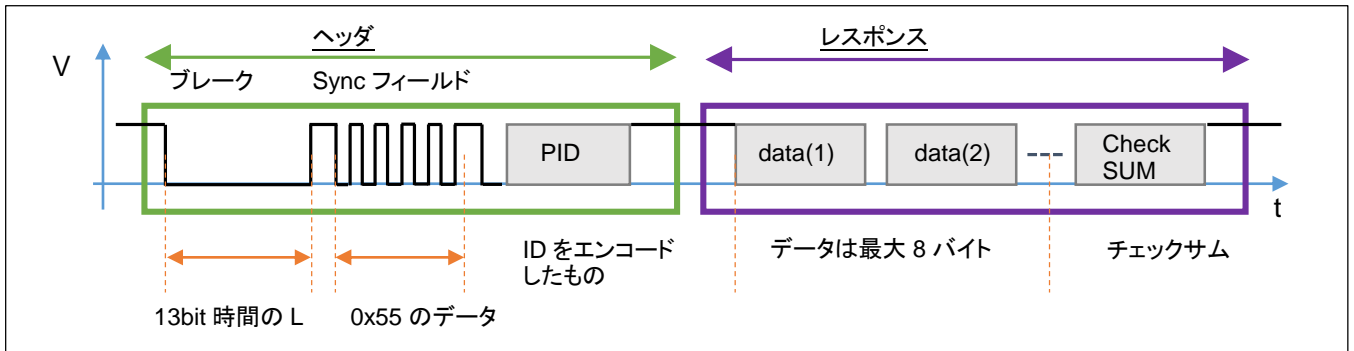 ヘッダ
レスポンス
V
ブレーク
Sync フィールド
PID
data(1)
data(2)
Check
SUM
t
ID をエンコード
したもの
データは最大 8 バイト
チェックサム
13bit 時間の L
0x55 のデータ